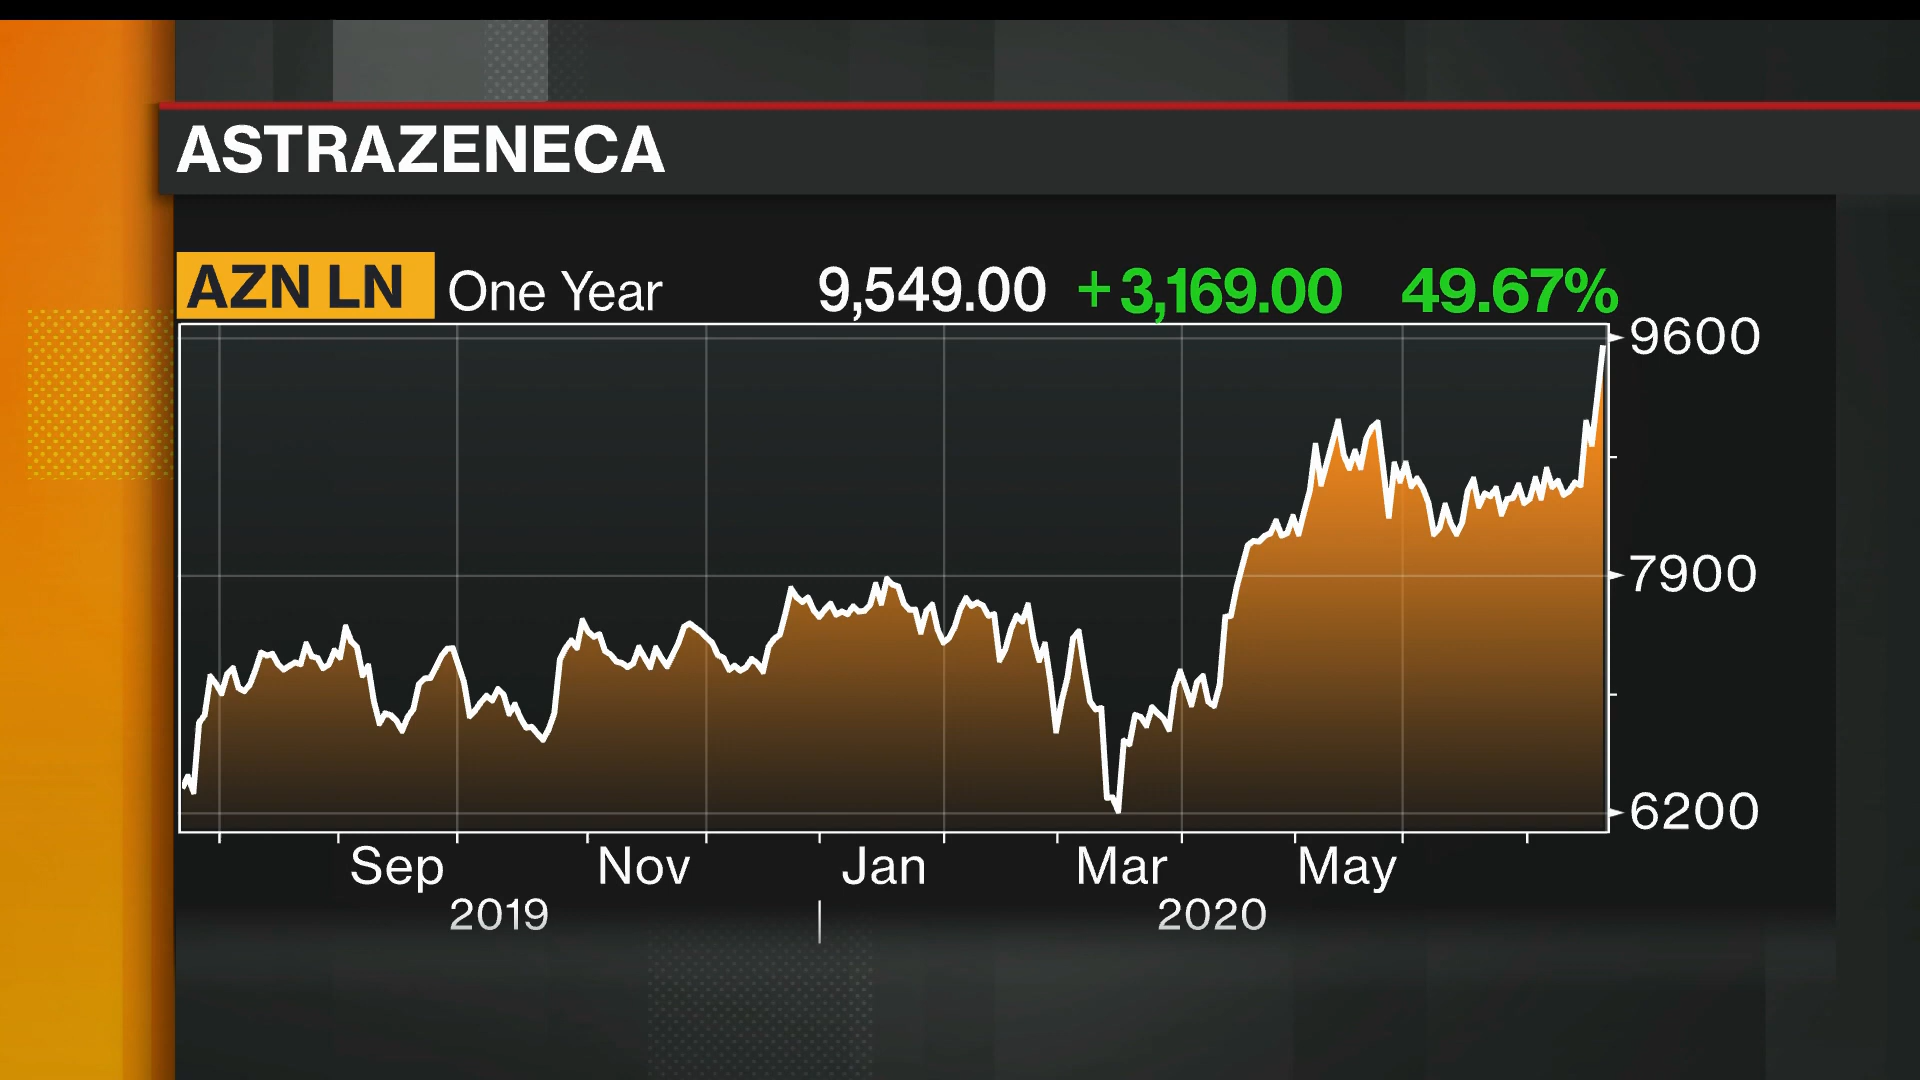 ASTRAZENECA
AZN LN One Year 9,549.00 +3,169.00 49.67%
9600
7900
6200
Sep Nov Jan Mar May
2019 2020